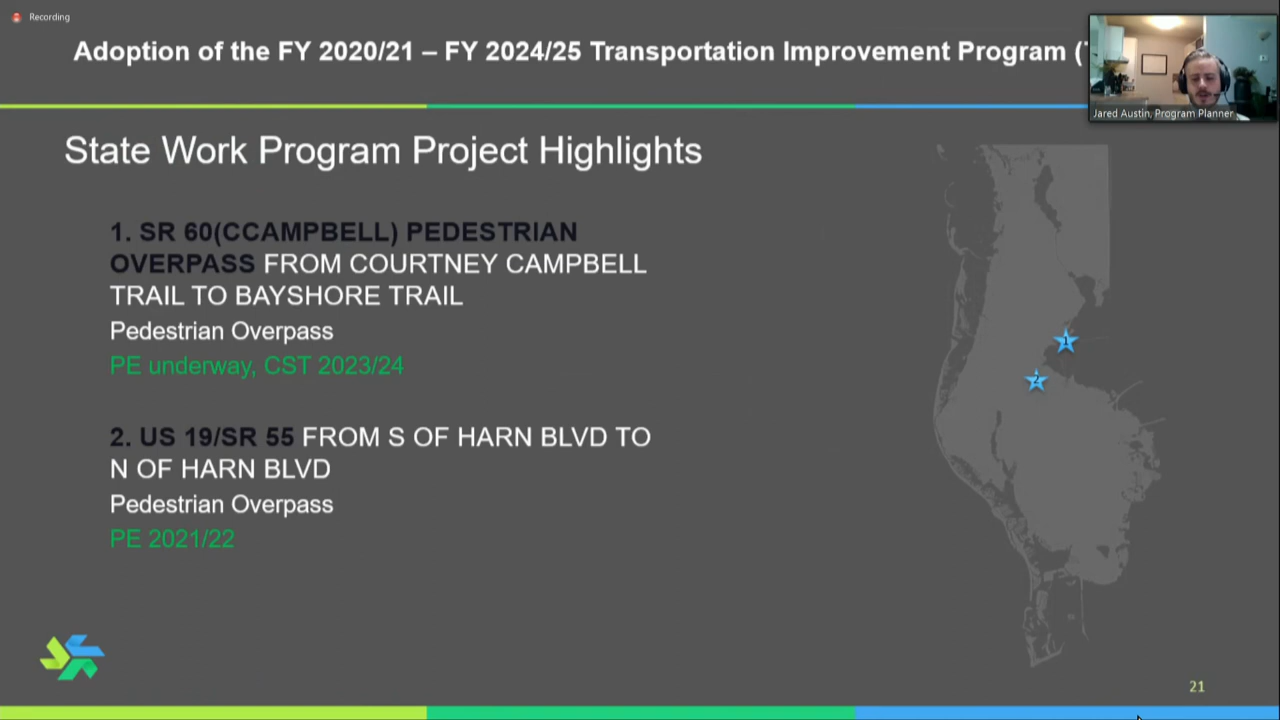 Recording
Adoption of the FY 2020/21 – FY 2024/25 Transportation Improvement Program (
Jared Austin, Program Planner
State Work Program Project Highlights
1. SR 60(CCAMPBELL) PEDESTRIAN
OVERPASS FROM COURTNEY CAMPBELL
TRAIL TO BAYSHORE TRAIL
Pedestrian Overpass
PE underway, CST 2023/24
2. US 19/SR 55 FROM S OF HARN BLVD TO
N OF HARN BLVD
Pedestrian Overpass
PE 2021/22
1
2
21